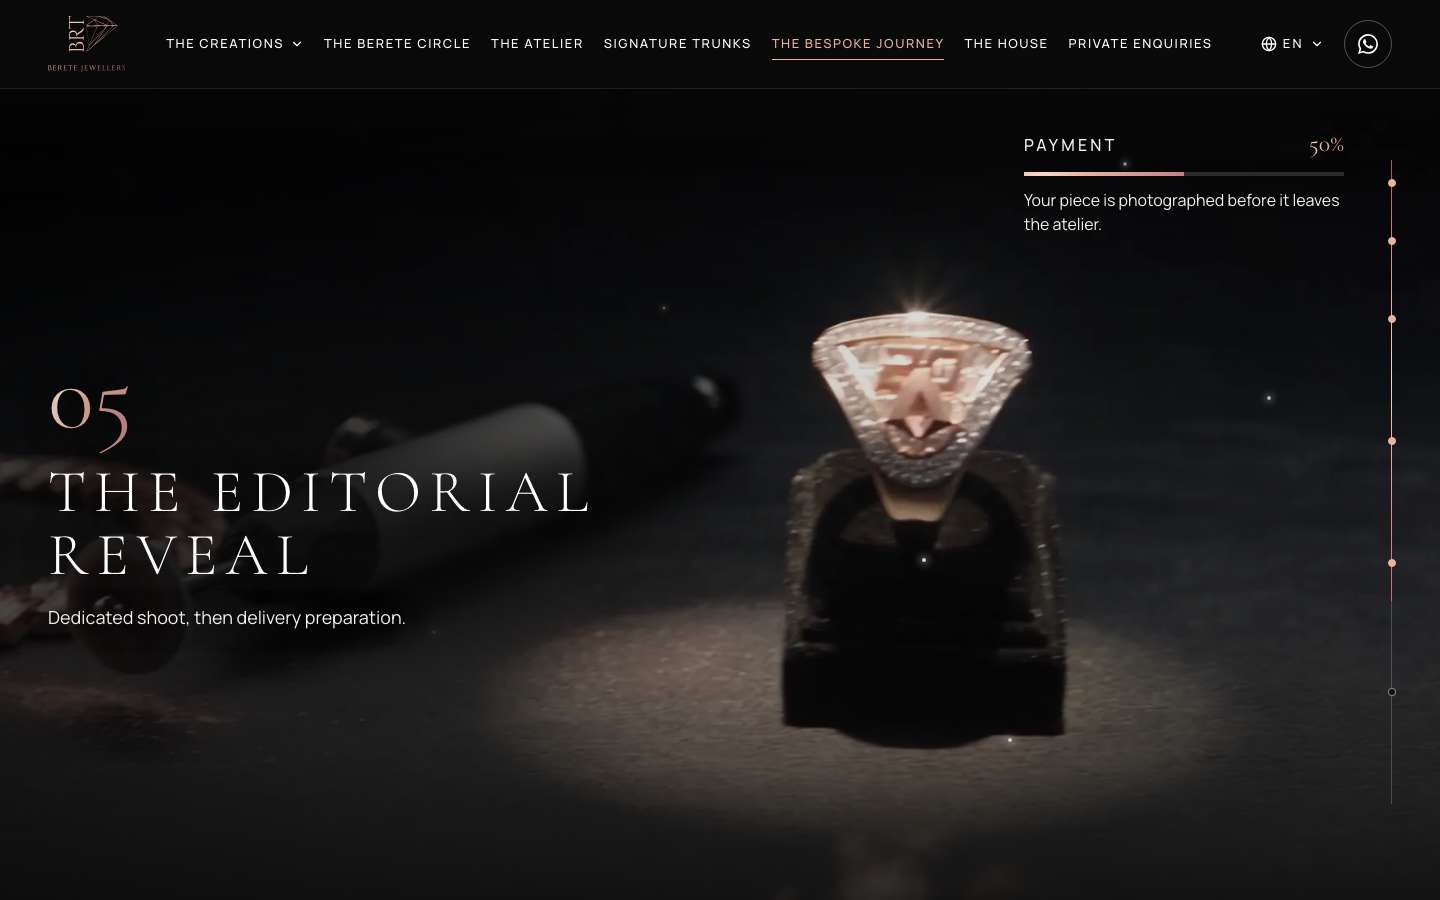 BRT
BERETE JEWELLERS
THE CREATIONS
THE BERETE CIRCLE
THE ATELIER
SIGNATURE TRUNKS
THE BESPOKE JOURNEY
THE HOUSE
PRIVATE ENQUIRIES
EN
PAYMENT
50%
Your piece is photographed before it leaves
the atelier.
05
THE EDITORIAL
REVEAL
Dedicated shoot, then delivery preparation.